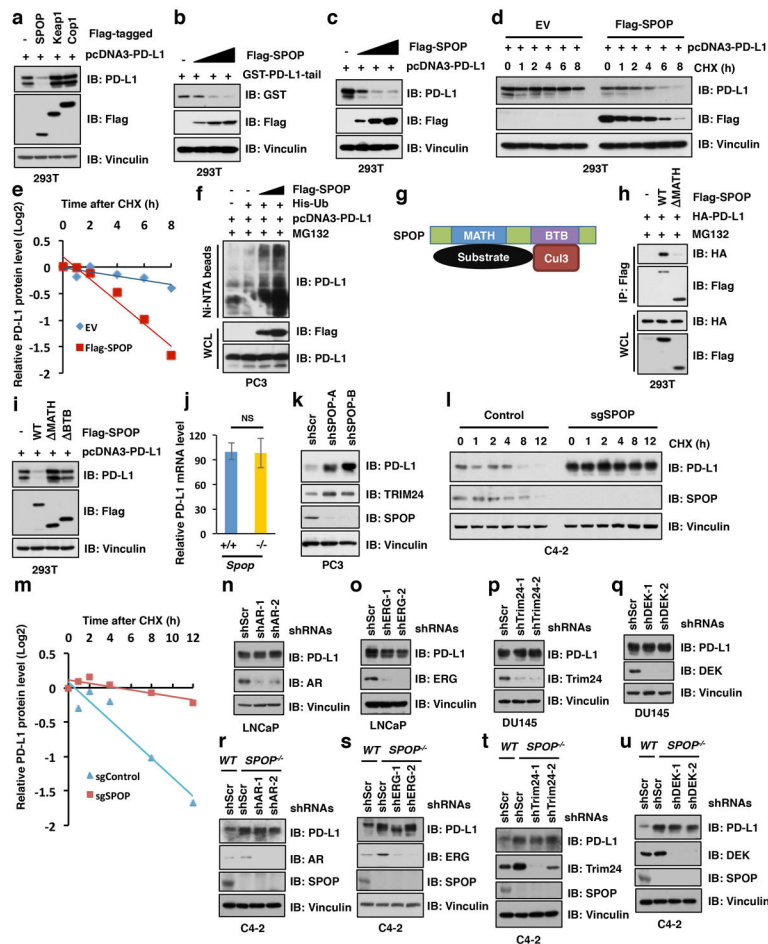 a
- SPOP Keap1 Cop1 Flag-tagged
+ + + + pcDNA3-PD-L1
IB: PD-L1
IB: Flag
IB: Vinculin
293T
b
- Flag-SPOP
+ + + + GST-PD-L1-tail
IB: GST
IB: Flag
IB: Vinculin
293T
c
- Flag-SPOP
+ + + + pcDNA3-PD-L1
IB: PD-L1
IB: Flag
IB: Vinculin
293T
d
EV Flag-SPOP
+ + + + + + + + + + + + pcDNA3-PD-L1
0 1 2 4 6 8 0 1 2 4 6 8 CHX (h)
IB: PD-L1
IB: Flag
IB: Vinculin
293T
e
Time after CHX (h)
0 2 4 6 8
Relative PD-L1 protein level (Log2)
0.5
0
-0.5
-1
-1.5
-2
EV
Flag-SPOP
f
- - Flag-SPOP
- + + + His-Ub
+ + + + pcDNA3-PD-L1
+ + + + MG132
Ni-NTA beads
IB: PD-L1
WCL
IB: Flag
IB: PD-L1
PC3
g
SPOP MATH BTB
Substrate Cul3
h
- WT ΔMATH Flag-SPOP
+ + + HA-PD-L1
+ + + MG132
IP: Flag
IB: HA
IB: Flag
WCL
IB: HA
IB: Flag
293T
i
- WT ΔMATH ΔBTB Flag-SPOP
+ + + + pcDNA3-PD-L1
IB: PD-L1
IB: Flag
IB: Vinculin
293T
j
NS
Relative PD-L1 mRNA level
120
90
60
30
0
+/+ -/-
Spop
k
shScr shSPOP-A shSPOP-B
IB: PD-L1
IB: TRIM24
IB: SPOP
IB: Vinculin
PC3
l
Control sgSPOP
0 1 2 4 8 12 0 1 2 4 8 12 CHX (h)
IB: PD-L1
IB: SPOP
IB: Vinculin
C4-2
m
Time after CHX (h)
0 4 8 12
Relative PD-L1 protein level (Log2)
1
0.5
0
-0.5
-1
-1.5
-2
sgControl
sgSPOP
n
shScr shAR-1 shAR-2 shRNAs
IB: PD-L1
IB: AR
IB: Vinculin
LNCaP
o
shScr shERG-1 shERG-2 shRNAs
IB: PD-L1
IB: ERG
IB: Vinculin
LNCaP
p
shScr shTrim24-1 shTrim24-2 shRNAs
IB: PD-L1
IB: Trim24
IB: Vinculin
DU145
q
shScr shDEK-1 shDEK-2 shRNAs
IB: PD-L1
IB: DEK
IB: Vinculin
DU145
r
WT SPOP-/-
shScr shScr shAR-1 shAR-2 shRNAs
IB: PD-L1
IB: AR
IB: SPOP
IB: Vinculin
C4-2
s
WT SPOP-/-
shScr shScr shERG-1 shERG-2 shRNAs
IB: PD-L1
IB: ERG
IB: SPOP
IB: Vinculin
C4-2
t
WT SPOP-/-
shScr shScr shTrim24-1 shTrim24-2 shRNAs
IB: PD-L1
IB: Trim24
IB: SPOP
IB: Vinculin
C4-2
u
WT SPOP-/-
shScr shScr shDEK-1 shDEK-2 shRNAs
IB: PD-L1
IB: DEK
IB: SPOP
IB: Vinculin
C4-2